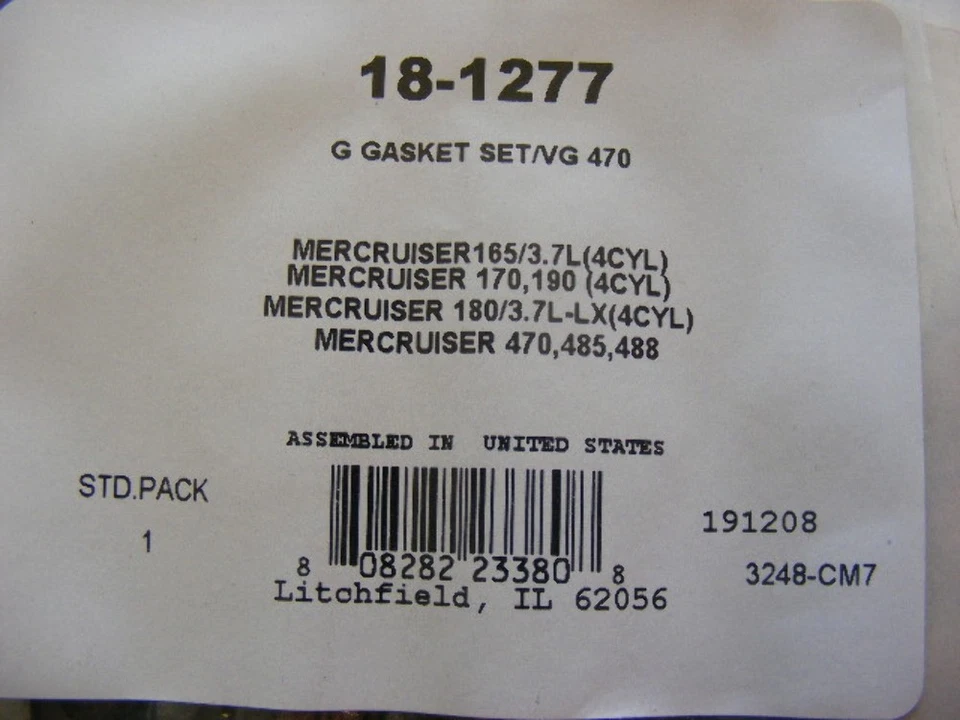 18-1277
G GASKET SET/VG 470
MERCRUISER165/3.7L(4CYL)
MERCRUISER 170,190 (4CYL)
MERCRUISER 180/3.7L-LX(4CYL)
MERCRUISER 470,485,488
ASSEMBLED IN UNITED STATES
STD.PACK
1
8 08282 23380 8
Litchfield, IL 62056
191208
3248-CM7